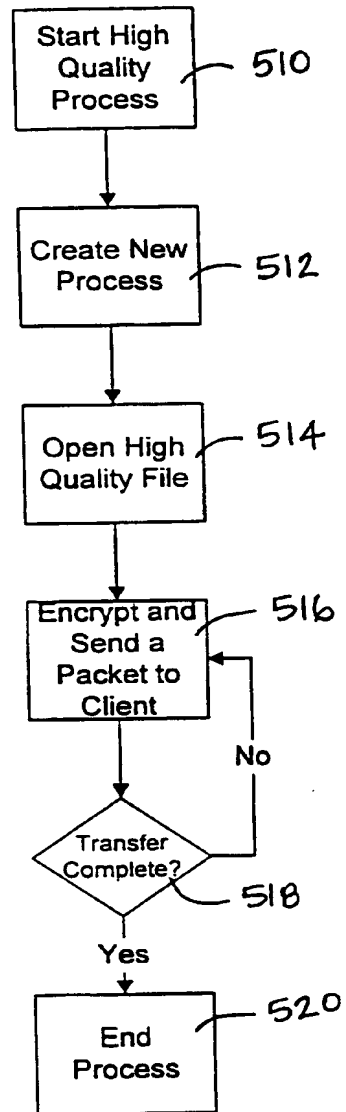 Start High
Quality
Process
510
Create New
Process
512
Open High
Quality File
514
Encrypt and
Send a
Packet to
Client
516
No
Transfer
Complete?
518
Yes
End
Process
520